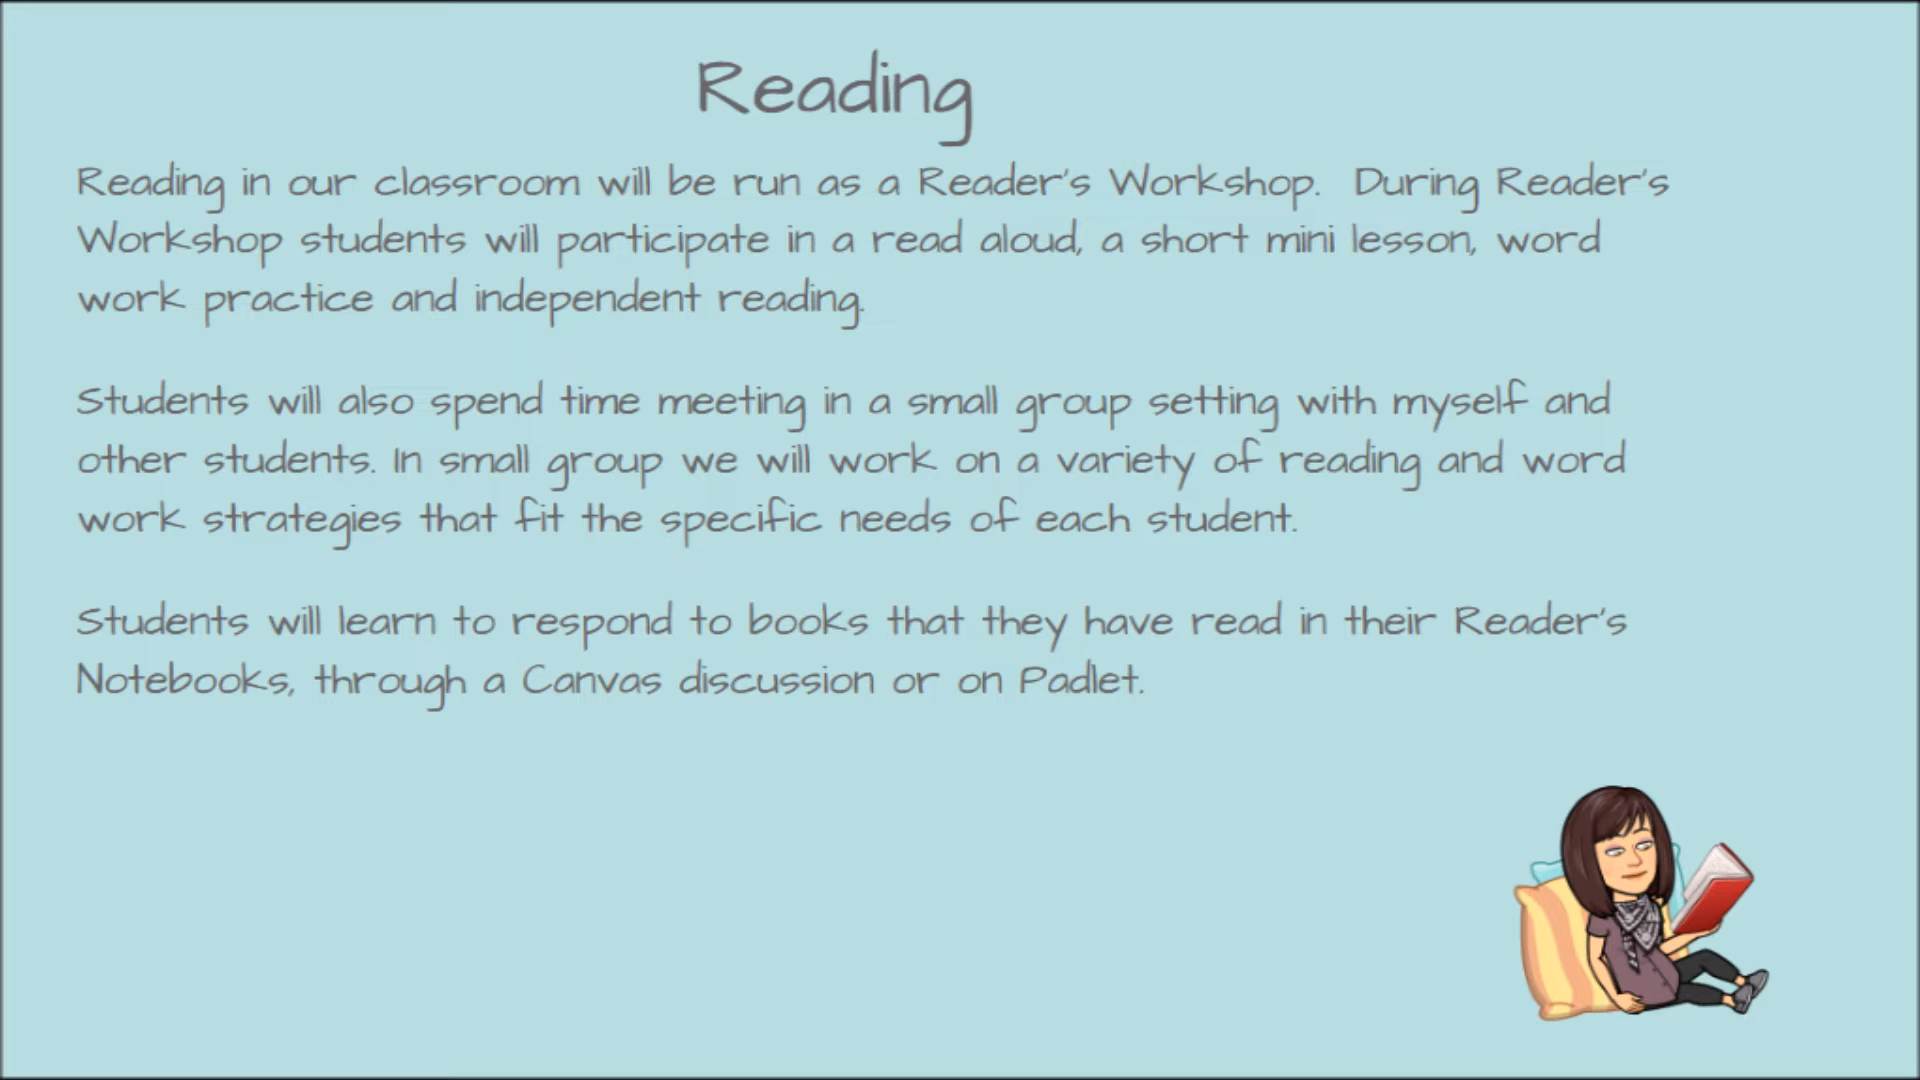 Reading
Reading in our classroom will be run as a Reader's Workshop.  During Reader's
Workshop students will participate in a read aloud, a short mini lesson, word
work practice and independent reading.
Students will also spend time meeting in a small group setting with myself and
other students. In small group we will work on a variety of reading and word
work strategies that fit the specific needs of each student.
Students will learn to respond to books that they have read in their Reader's
Notebooks, through a Canvas discussion or on Padlet.